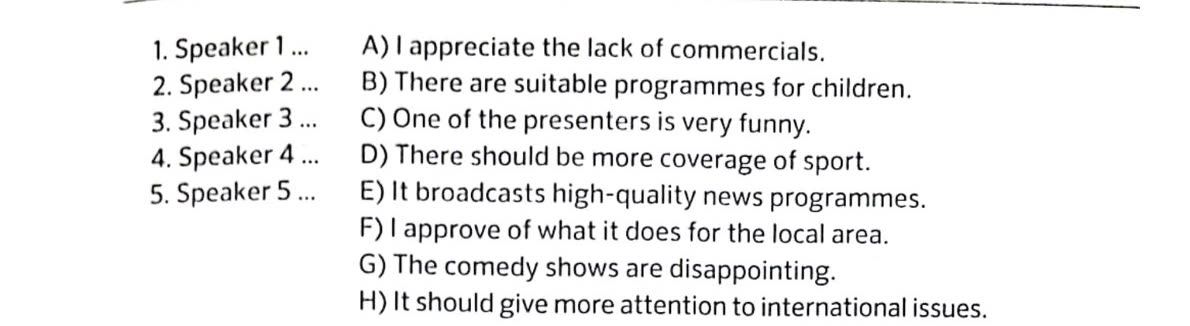 1. Speaker 1 ... A) I appreciate the lack of commercials.
2. Speaker 2 ... B) There are suitable programmes for children.
3. Speaker 3 ... C) One of the presenters is very funny.
4. Speaker 4 ... D) There should be more coverage of sport.
5. Speaker 5 ... E) It broadcasts high-quality news programmes.
F) I approve of what it does for the local area.
G) The comedy shows are disappointing.
H) It should give more attention to international issues.